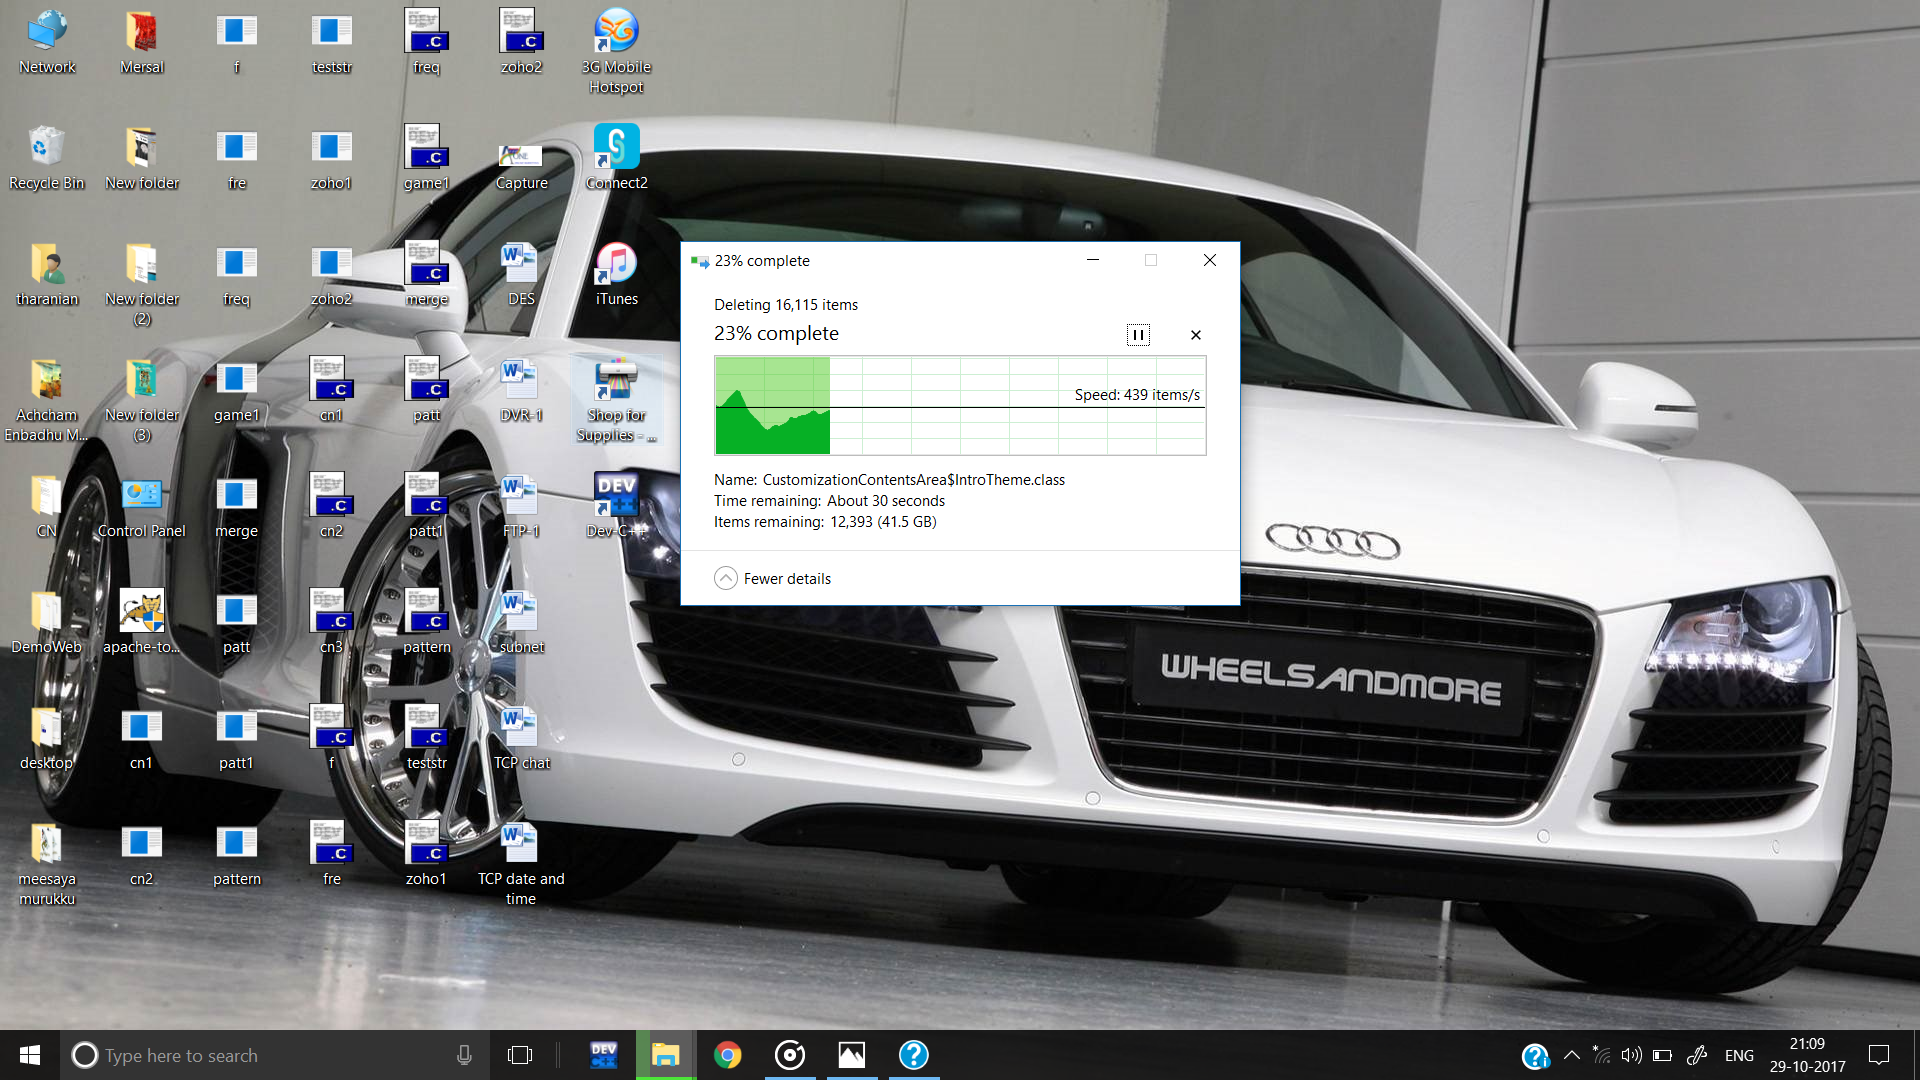 Network
Mersal
f
teststr
freq
zoho2
3G Mobile
Hotspot
Recycle Bin
New folder
fre
zoho1
game1
Capture
Connect2
tharanian
New folder
(2)
freq
zoho2
merge
DES
iTunes
Achcham
Enbadhu M...
New folder
(3)
game1
cn1
patt
DVR-1
Shop for
Supplies - ...
CN
Control Panel
merge
cn2
patt1
FTP-1
Dev-C++
DemoWeb
apache-to...
patt
cn3
pattern
subnet
desktop
cn1
patt1
f
teststr
TCP chat
meesaya
murukku
cn2
pattern
fre
zoho1
TCP date and
time
23% complete
Deleting 16,115 items
23% complete
Speed: 439 items/s
Name: CustomizationContentsArea$IntroTheme.class
Time remaining: About 30 seconds
Items remaining: 12,393 (41.5 GB)
Fewer details
WHEELSANDMORE
Type here to search
DEV
C++
ENG
21:09
29-10-2017